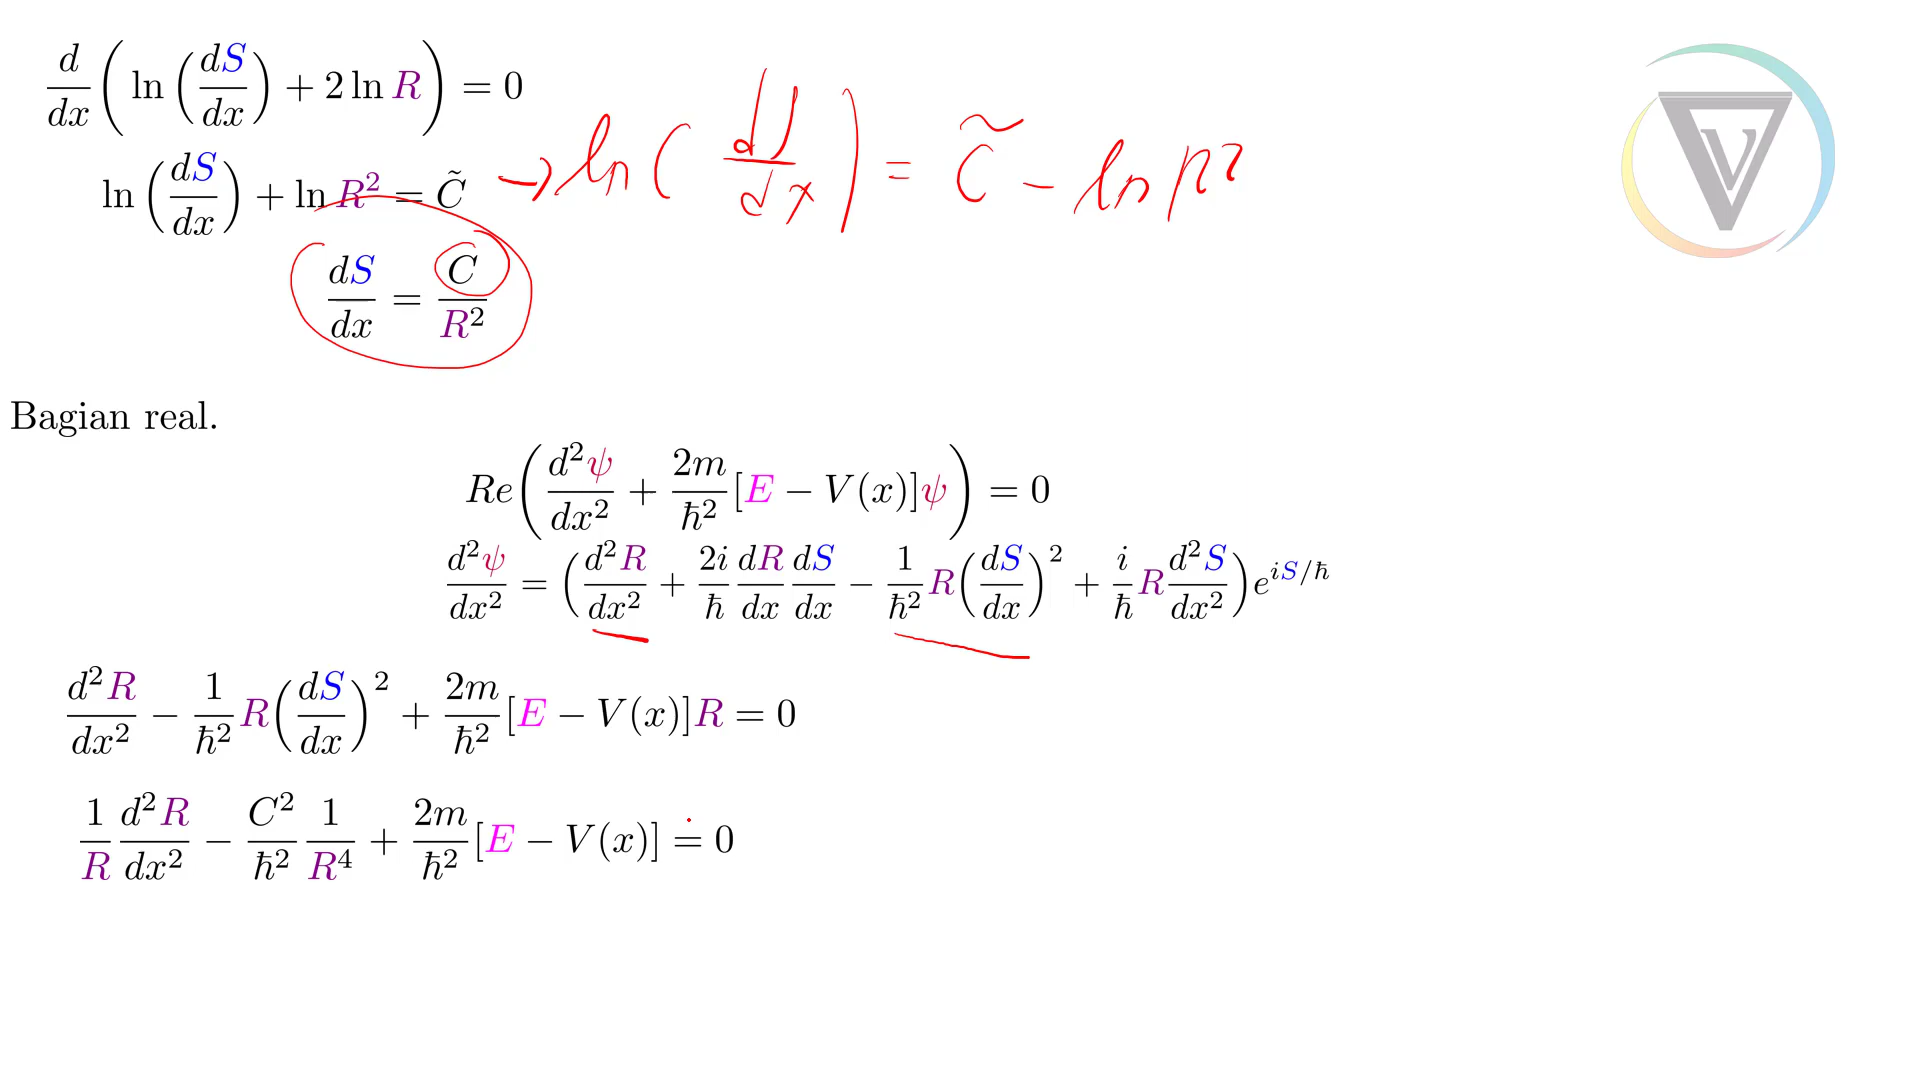 d/dx ( ln (dS/dx) + 2 ln R ) = 0
ln (dS/dx) + ln R² = C̃ → ln ( dS/dx ) = C̃ − ln R²
dS/dx = C/R²
Bagian real.
Re( d²ψ/dx² + 2m/ħ² [E − V(x)]ψ ) = 0
d²ψ/dx² = ( d²R/dx² + 2i/ħ dR/dx dS/dx − 1/ħ² R (dS/dx)² + i/ħ R d²S/dx² ) e^{iS/ħ}
d²R/dx² − 1/ħ² R (dS/dx)² + 2m/ħ² [E − V(x)]R = 0
1/R d²R/dx² − C²/ħ² 1/R⁴ + 2m/ħ² [E − V(x)] = 0
V